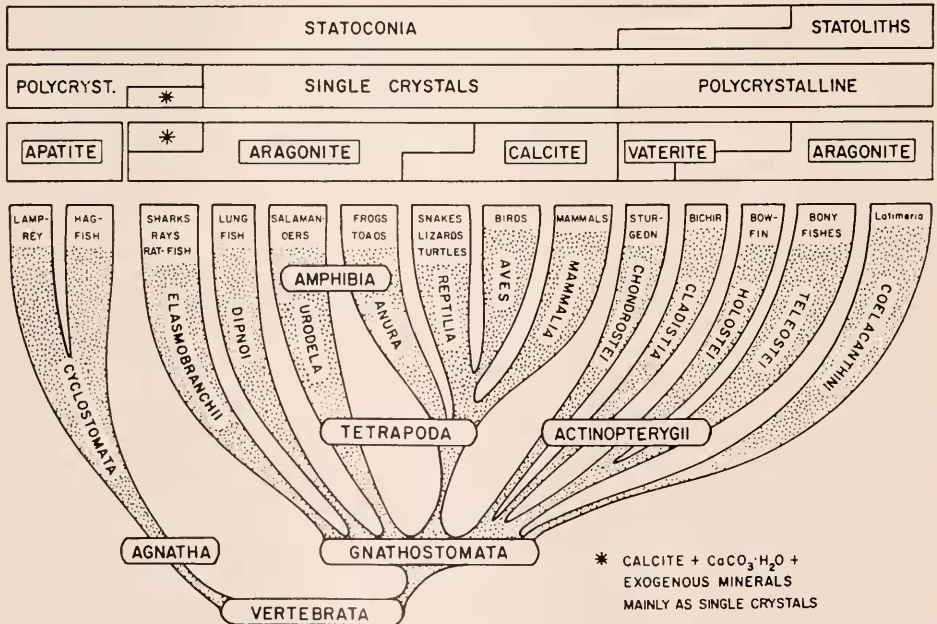 STATOCONIA
STATOLITHS
POLYCRYST.
*
SINGLE CRYSTALS
POLYCRYSTALLINE
APATITE
*
ARAGONITE
CALCITE
VATERITE
ARAGONITE
LAMP-
REY
HAG-
FISH
SHARKS
RAYS
RAT-FISH
LUNG
FISH
SALAMAN-
DERS
FROGS
TOADS
SNAKES
LIZARDS
TURTLES
BIRDS
MAMMALS
STUR-
GEON
BICHIR
BOW-
FIN
BONY
FISHES
Latimeria
CYCLOSTOMATA
ELASMOBRANCHII
DIPNOI
URODELA
AMPHIBIA
ANURA
REPTILIA
AVES
MAMMALIA
CHONDROSTEI
CLADISTIA
HOLOSTEI
TELEOSTEI
COELACANTHINI
TETRAPODA
ACTINOPTERYGII
AGNATHA
GNATHOSTOMATA
VERTEBRATA
* CALCITE + CaCO₃·H₂O +
EXOGENOUS MINERALS
MAINLY AS SINGLE CRYSTALS